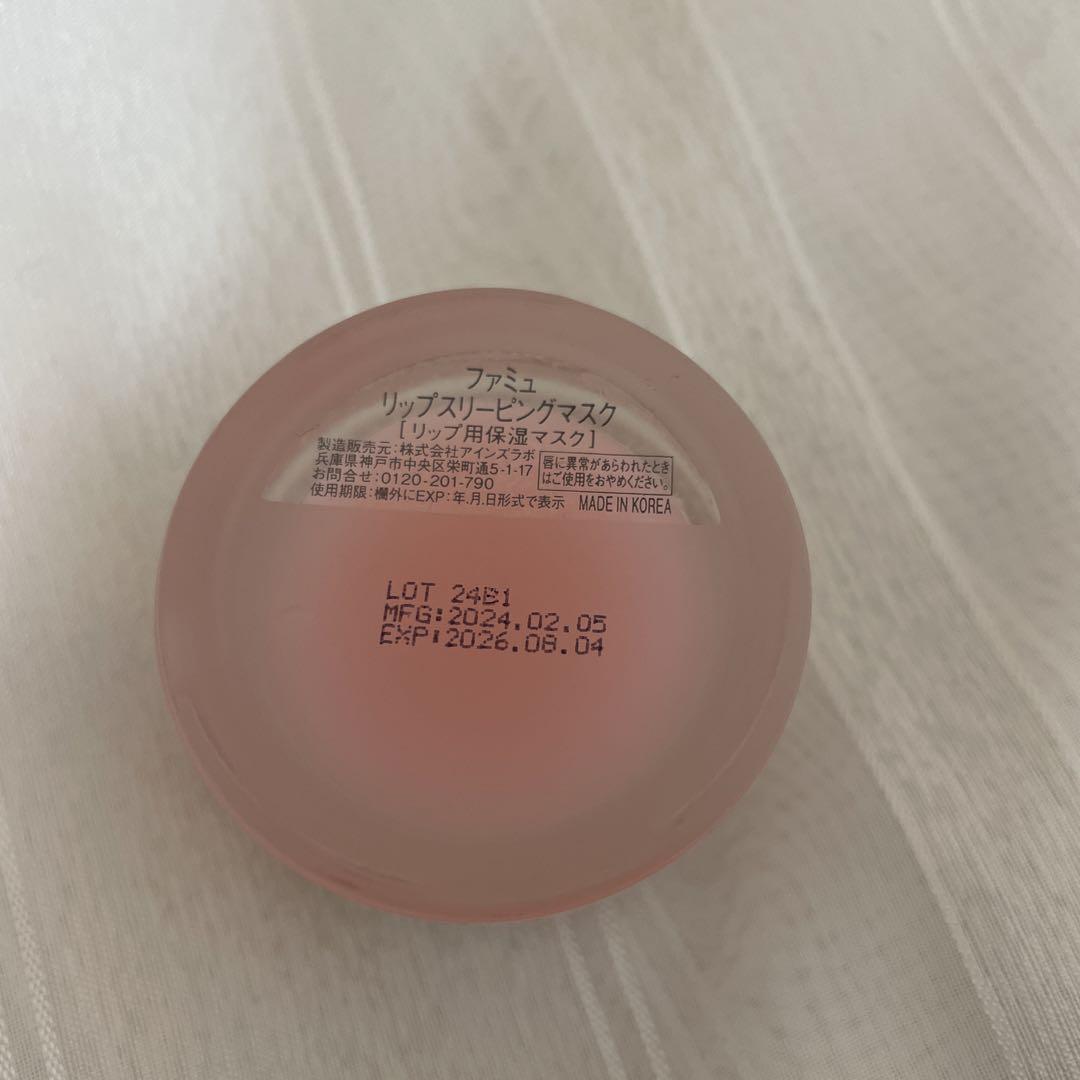 ファミュ
リップスリーピングマスク
[リップ用保湿マスク]
製造販売元：株式会社アインズラボ
兵庫県神戸市中央区栄町通5-1-17
お問合せ：0120-201-790
使用期限：欄外にEXP：年.月.日形式で表示
唇に異常があらわれたとき
はご使用をおやめください。
MADE IN KOREA
LOT 24B1
MFG:2024.02.05
EXP:2026.08.04